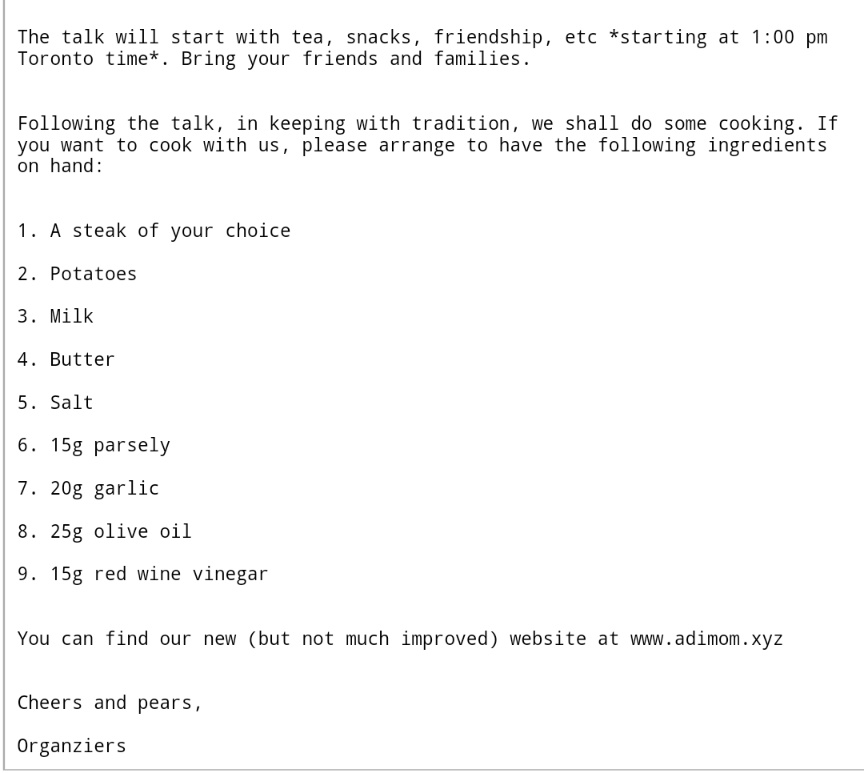 The talk will start with tea, snacks, friendship, etc *starting at 1:00 pm
Toronto time*. Bring your friends and families.
Following the talk, in keeping with tradition, we shall do some cooking. If
you want to cook with us, please arrange to have the following ingredients
on hand:
1. A steak of your choice
2. Potatoes
3. Milk
4. Butter
5. Salt
6. 15g parsely
7. 20g garlic
8. 25g olive oil
9. 15g red wine vinegar
You can find our new (but not much improved) website at www.adimom.xyz
Cheers and pears,
Organziers